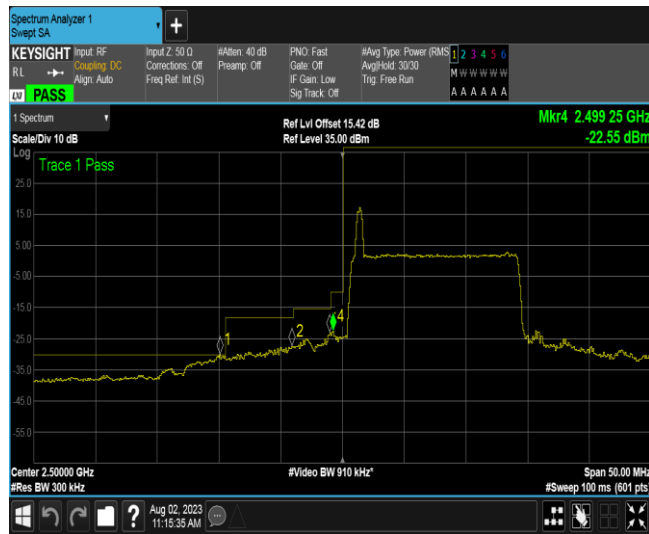 Spectrum Analyzer 1
Swept SA
+
KEYSIGHT
RL
LXI PASS
Input: RF
Coupling: DC
Align: Auto
Input Z: 50 Ω
Corrections: Off
Freq Ref: Int (S)
#Atten: 40 dB
Preamp: Off
PNO: Fast
Gate: Off
IF Gain: Low
Sig Track: Off
#Avg Type: Power (RMS
Avg|Hold: 30/30
Trig: Free Run
1 2 3 4 5 6
M W W W W W
A A A A A A
1 Spectrum
Scale/Div 10 dB
Ref Lvl Offset 15.42 dB
Ref Level 35.00 dBm
Mkr4 2.499 25 GHz
-22.55 dBm
Log
Trace 1 Pass
25.0
15.0
5.00
-5.00
-15.0
-25.0
-35.0
-45.0
-55.0
1
2
4
Center 2.50000 GHz
#Res BW 300 kHz
#Video BW 910 kHz*
Span 50.00 MHz
#Sweep 100 ms (601 pts
?
Aug 02, 2023
11:15:35 AM